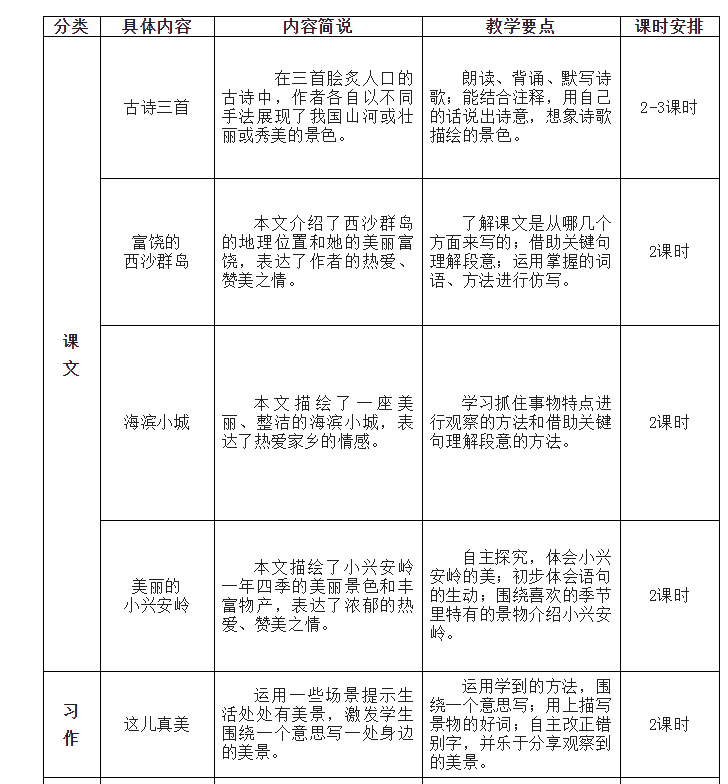 分类 具体内容 内容简说 教学要点 课时安排
课
文
古诗三首
在三首脍炙人口的
古诗中，作者各自以不同
手法展现了我国山河或壮
丽或秀美的景色。
朗读、背诵、默写诗
歌；能结合注释，用自己
的话说出诗意，想象诗歌
描绘的景色。
2-3课时
富饶的
西沙群岛
本文介绍了西沙群岛
的地理位置和她的美丽富
饶，表达了作者的热爱、
赞美之情。
了解课文是从哪几个
方面来写的；借助关键句
理解段意；运用掌握的词
语、方法进行仿写。
2课时
海滨小城
本文描绘了一座美
丽、整洁的海滨小城，表
达了热爱家乡的情感。
学习抓住事物特点进
行观察的方法和借助关键
句理解段意的方法。
2课时
美丽的
小兴安岭
本文描绘了小兴安岭
一年四季的美丽景色和丰
富物产，表达了浓郁的热
爱、赞美之情。
自主探究，体会小兴
安岭的美；初步体会语句
的生动；围绕喜欢的季节
里特有的景物介绍小兴安
岭。
2课时
习
作
这儿真美
运用一些场景提示生
活处处有美景，激发学生
围绕一个意思写一处身边
的美景。
运用学到的方法，围
绕一个意思写；用上描写
景物的好词；自主改正错
别字，并乐于分享观察到
的美景。
2课时